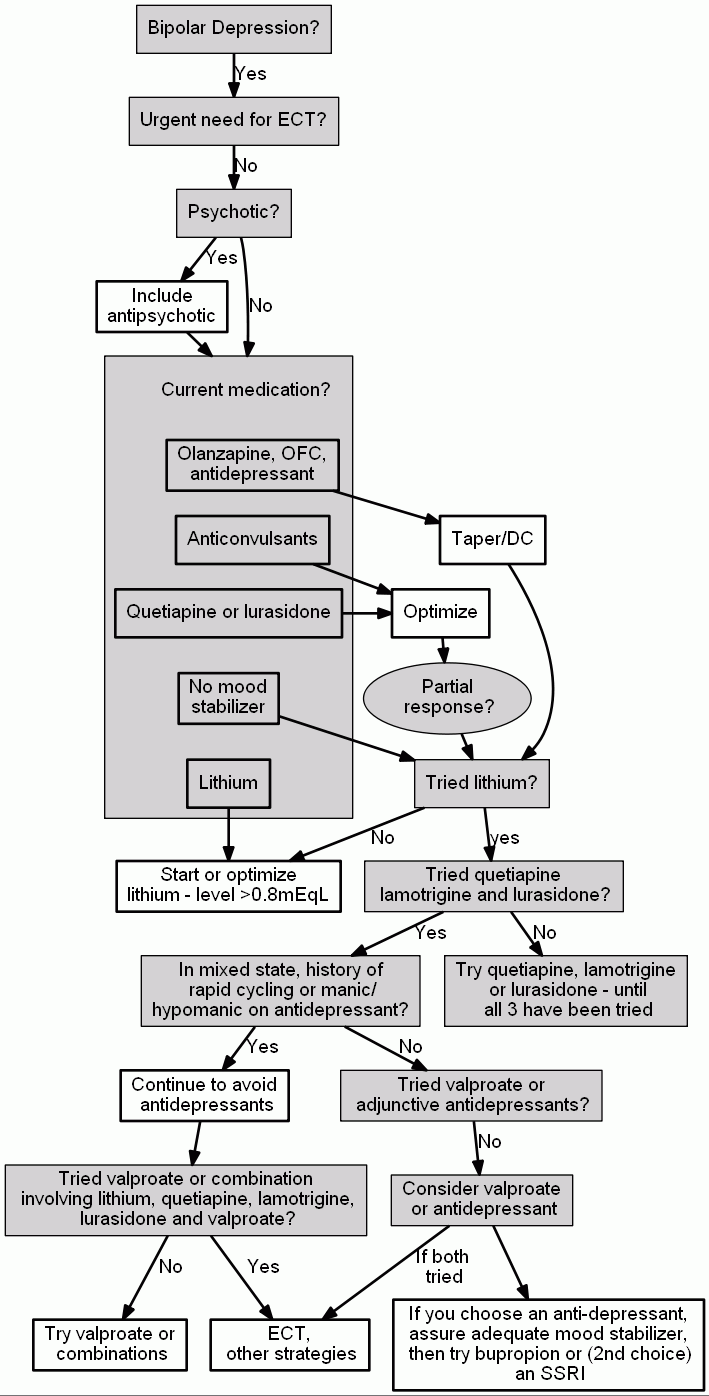 Bipolar Depression?
Yes
Urgent need for ECT?
No
Psychotic?
Yes
Include
antipsychotic
No
Current medication?
Olanzapine, OFC,
antidepressant
Anticonvulsants
Taper/DC
Quetiapine or lurasidone
Optimize
No mood
stabilizer
Partial
response?
Lithium
Tried lithium?
No
yes
Start or optimize
lithium - level >0.8mEqL
Tried quetiapine
lamotrigine and lurasidone?
Yes
No
In mixed state, history of
rapid cycling or manic/
hypomanic on antidepressant?
Try quetiapine, lamotrigine
or lurasidone - until
all 3 have been tried
Yes
No
Continue to avoid
antidepressants
Tried valproate or
adjunctive antidepressants?
No
Tried valproate or combination
involving lithium, quetiapine, lamotrigine,
lurasidone and valproate?
Consider valproate
or antidepressant
No
Yes
If both
tried
Try valproate or
combinations
ECT,
other strategies
If you choose an anti-depressant,
assure adequate mood stabilizer,
then try bupropion or (2nd choice)
an SSRI